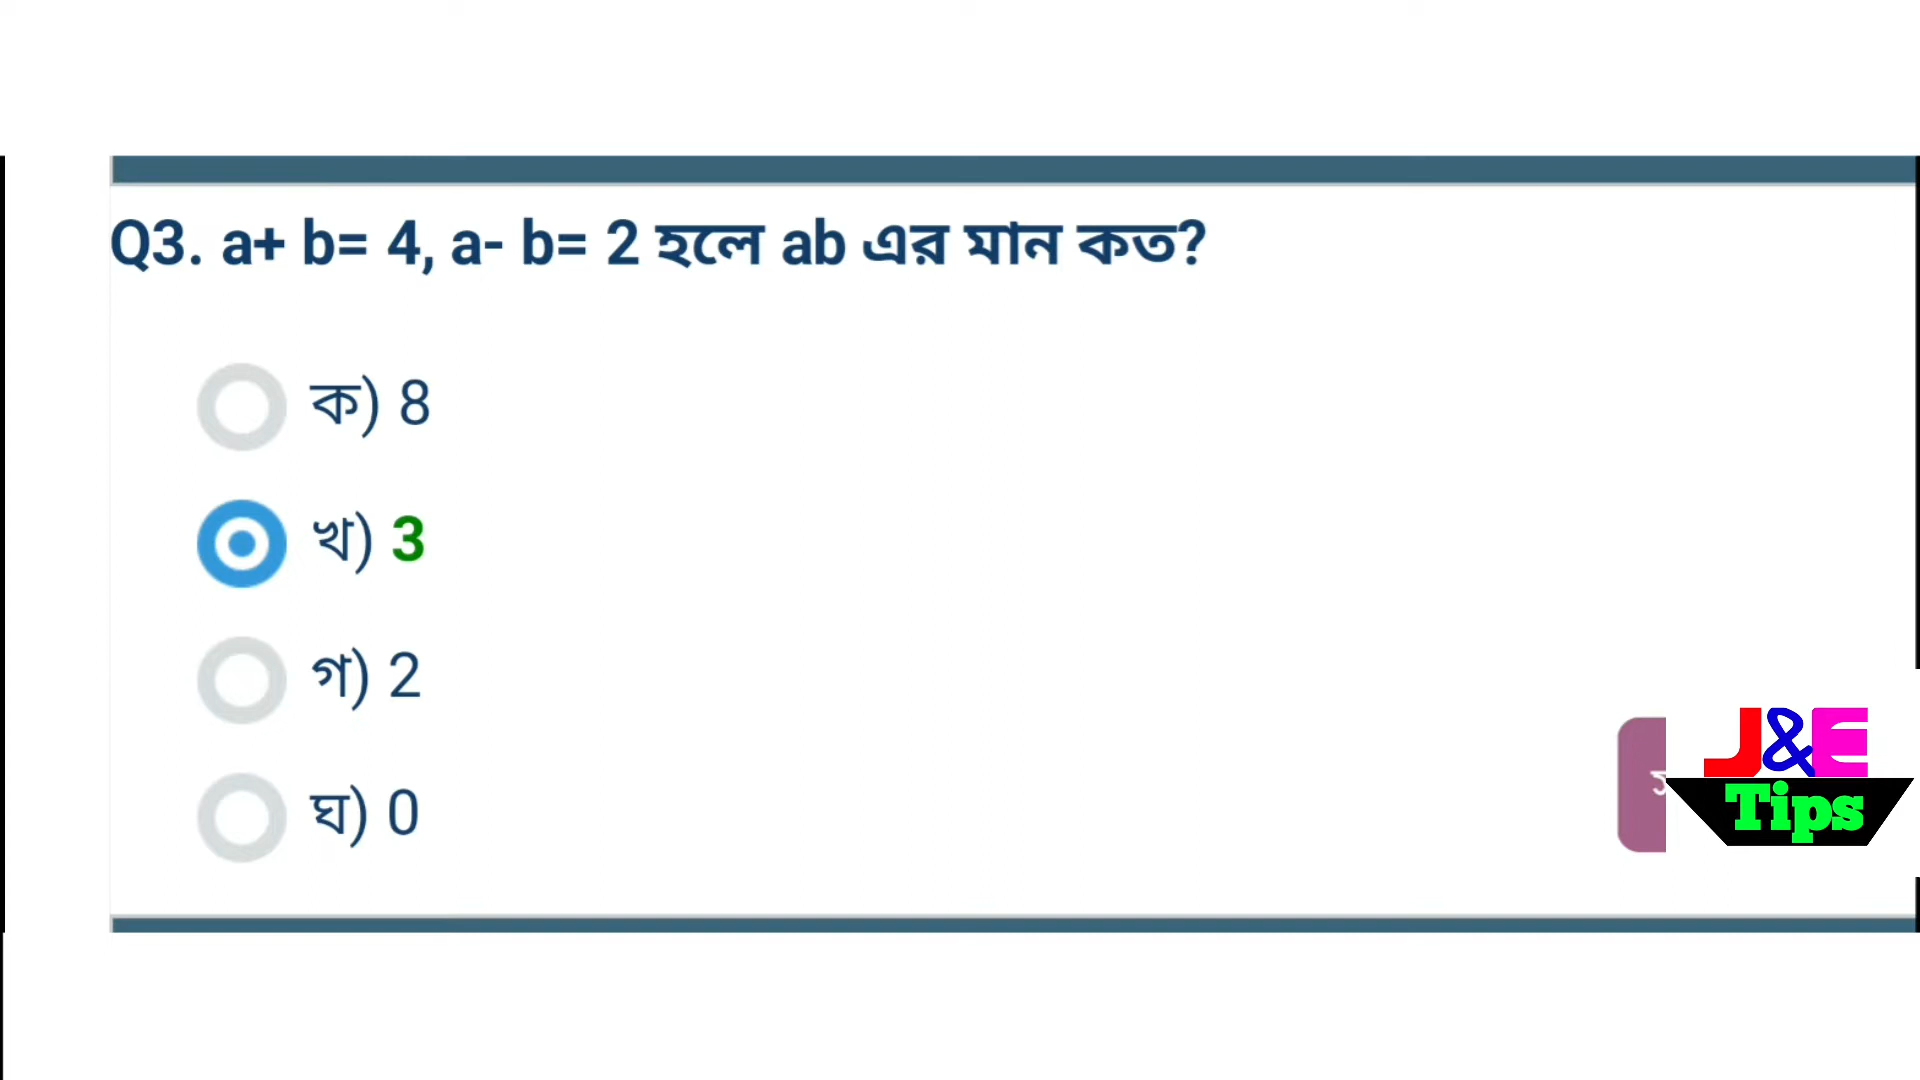 Q3. a+ b= 4, a- b= 2 হলে ab এর মান কত?
ক) 8
খ) 3
গ) 2
ঘ) 0
J&E
Tips